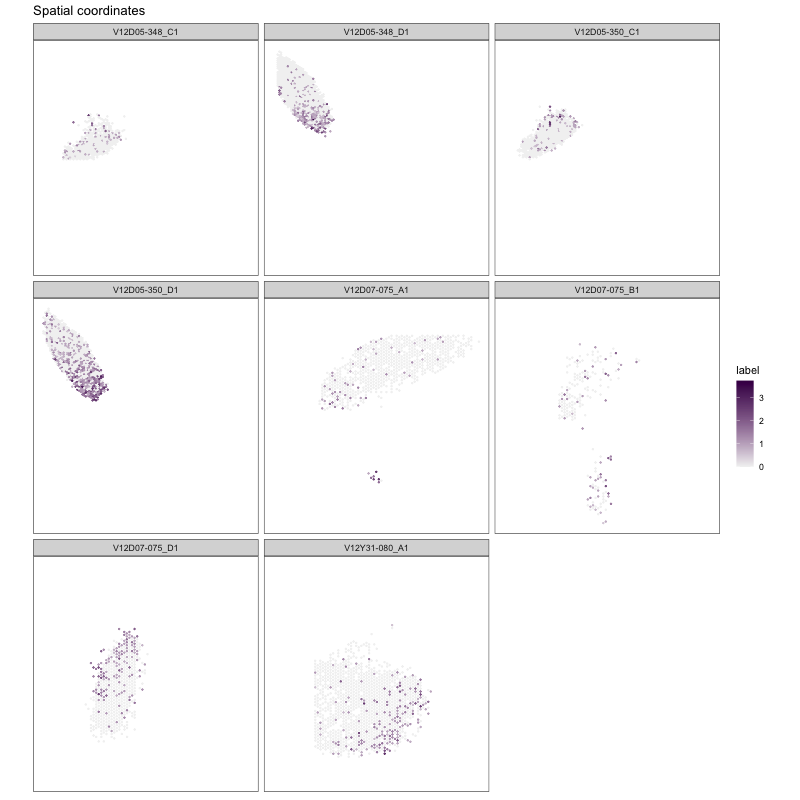 Spatial coordinates
V12D05-348_C1
V12D05-348_D1
V12D05-350_C1
V12D05-350_D1
V12D07-075_A1
V12D07-075_B1
label
3
2
1
0
V12D07-075_D1
V12Y31-080_A1